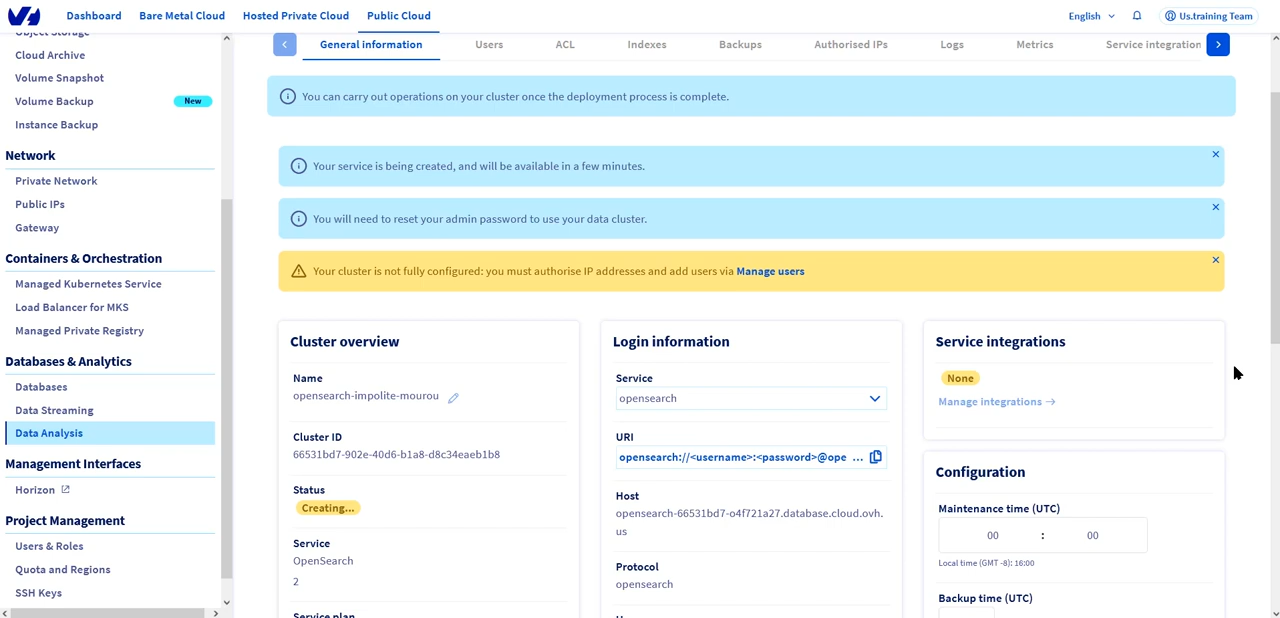 Dashboard
Bare Metal Cloud
Hosted Private Cloud
Public Cloud
English
Us.training Team
Object Storage
Cloud Archive
Volume Snapshot
Volume Backup
New
Instance Backup
Network
Private Network
Public IPs
Gateway
Containers & Orchestration
Managed Kubernetes Service
Load Balancer for MKS
Managed Private Registry
Databases & Analytics
Databases
Data Streaming
Data Analysis
Management Interfaces
Horizon
Project Management
Users & Roles
Quota and Regions
SSH Keys
General information
Users
ACL
Indexes
Backups
Authorised IPs
Logs
Metrics
Service integration
You can carry out operations on your cluster once the deployment process is complete.
Your service is being created, and will be available in a few minutes.
You will need to reset your admin password to use your data cluster.
Your cluster is not fully configured: you must authorise IP addresses and add users via Manage users
Cluster overview
Name
opensearch-impolite-mourou
Cluster ID
66531bd7-902e-40d6-b1a8-d8c34eaeb1b8
Status
Creating...
Service
OpenSearch
2
Service plan
Login information
Service
opensearch
URI
opensearch://<username>:<password>@ope ...
Host
opensearch-66531bd7-o4f721a27.database.cloud.ovh.
us
Protocol
opensearch
Service integrations
None
Manage integrations →
Configuration
Maintenance time (UTC)
00 : 00
Local time (GMT -8): 16:00
Backup time (UTC)